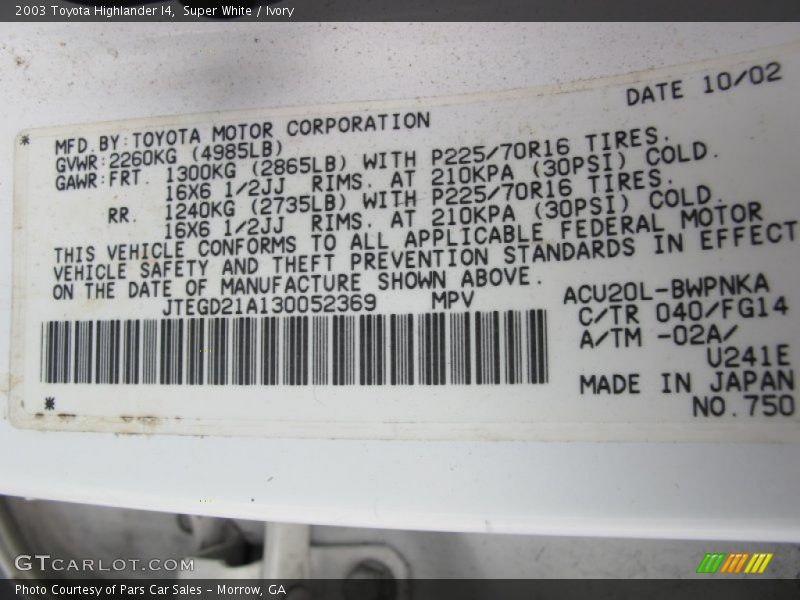 2003 Toyota Highlander I4, Super White / Ivory
DATE 10/02
MFD.BY:TOYOTA MOTOR CORPORATION
GVWR:2260KG (4985LB)
GAWR:FRT. 1300KG (2865LB) WITH P225/70R16 TIRES.
16X6 1/2JJ RIMS, AT 210KPA (30PSI) COLD.
RR. 1240KG (2735LB) WITH P225/70R16 TIRES.
16X6 1/2JJ RIMS, AT 210KPA (30PSI) COLD.
THIS VEHICLE CONFORMS TO ALL APPLICABLE FEDERAL MOTOR
VEHICLE SAFETY AND THEFT PREVENTION STANDARDS IN EFFECT
ON THE DATE OF MANUFACTURE SHOWN ABOVE.
JTEGD21A130052369 MPV
ACU20L-BWPNKA
C/TR 040/FG14
A/TM -02A/
U241E
MADE IN JAPAN
NO.750
GTCARLOT.COM
Photo Courtesy of Pars Car Sales - Morrow, GA